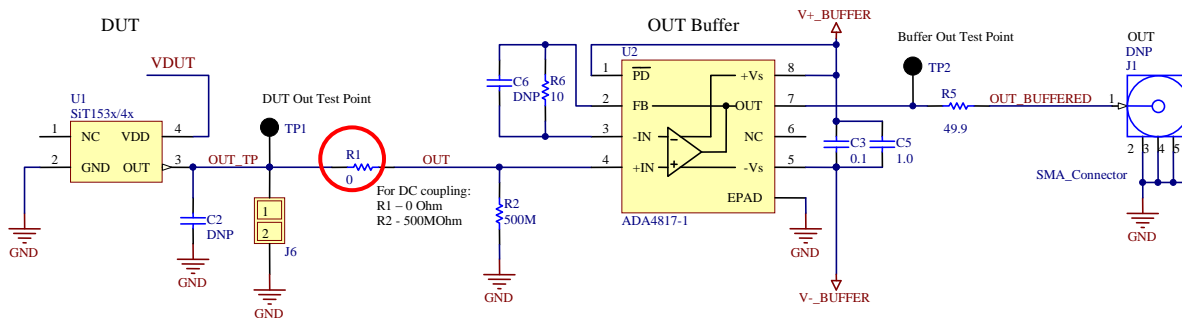 DUT
OUT Buffer
V+_BUFFER
VDUT
U1
SiT153x/4x
1
NC
VDD
4
2
GND
OUT
3
OUT_TP
GND
C2
DNP
GND
DUT Out Test Point
TP1
1
2
J6
GND
R1
0
OUT
For DC coupling:
R1 – 0 Ohm
R2 - 500MOhm
R2
500M
GND
C6
DNP
R6
10
U2
1
PD
+Vs
8
2
FB
OUT
7
3
-IN
NC
6
4
+IN
-Vs
5
EPAD
ADA4817-1
GND
C3
0.1
C5
1.0
V-_BUFFER
Buffer Out Test Point
TP2
R5
49.9
OUT_BUFFERED
OUT
DNP
J1
1
2
3
4
5
SMA_Connector
GND